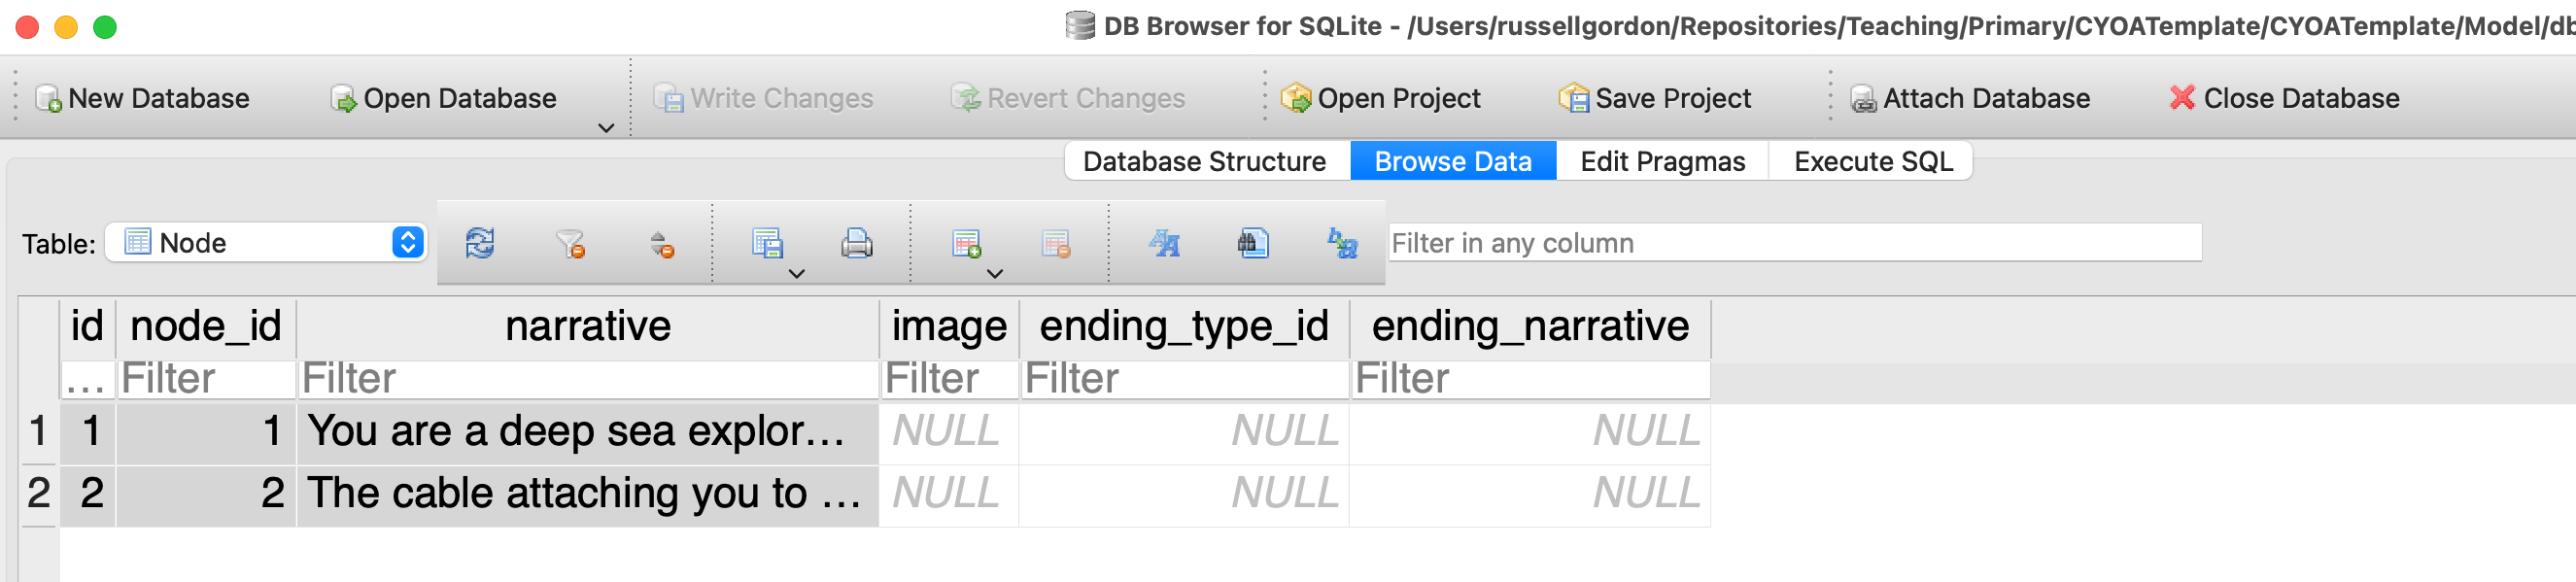 DB Browser for SQLite - /Users/russellgordon/Repositories/Teaching/Primary/CYOATemplate/CYOATemplate/Model/db
New Database Open Database Write Changes Revert Changes Open Project Save Project Attach Database Close Database
Database Structure Browse Data Edit Pragmas Execute SQL
Table: Node Filter in any column
id node_id narrative image ending_type_id ending_narrative
... Filter Filter Filter Filter Filter
1 1 1 You are a deep sea explor... NULL NULL NULL
2 2 2 The cable attaching you to ... NULL NULL NULL